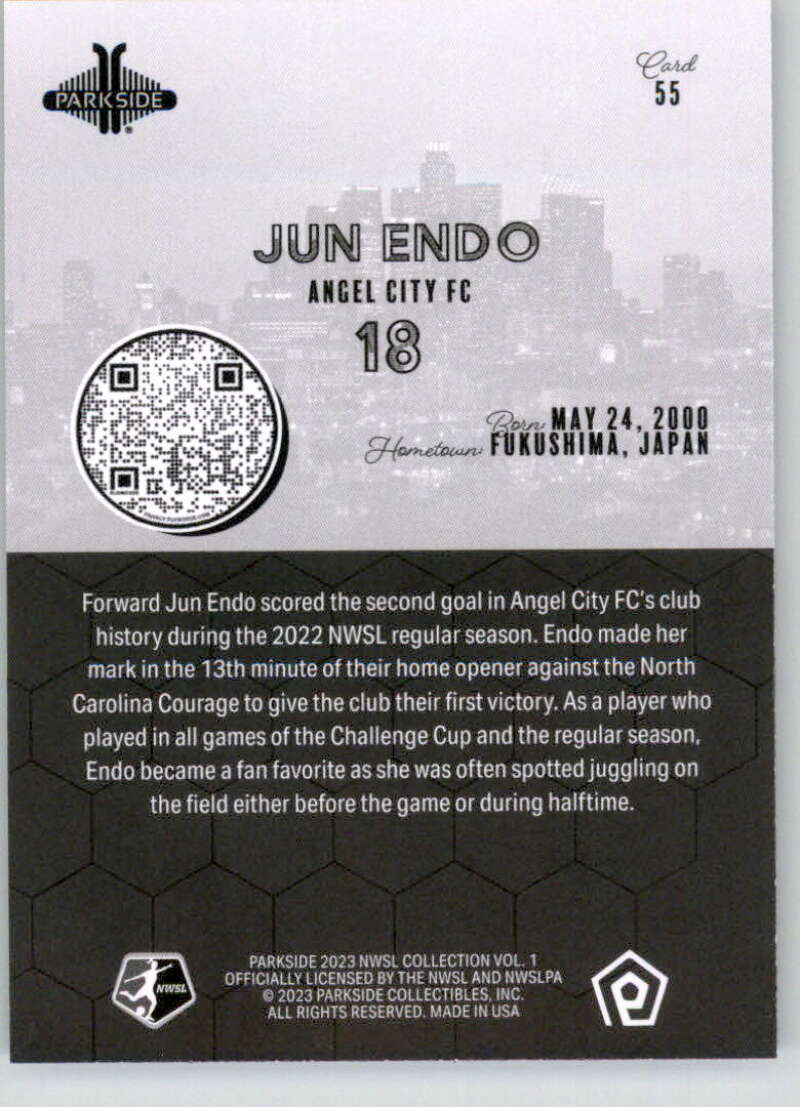 PARKSIDE
Card
55
JUN ENDO
ANGEL CITY FC
18
Born: MAY 24, 2000
Hometown: FUKUSHIMA, JAPAN
Forward Jun Endo scored the second goal in Angel City FC's club
history during the 2022 NWSL regular season. Endo made her
mark in the 13th minute of their home opener against the North
Carolina Courage to give the club their first victory. As a player who
played in all games of the Challenge Cup and the regular season,
Endo became a fan favorite as she was often spotted juggling on
the field either before the game or during halftime.
NWSL
PARKSIDE 2023 NWSL COLLECTION VOL. 1
OFFICIALLY LICENSED BY THE NWSL AND NWSLPA
© 2023 PARKSIDE COLLECTIBLES, INC.
ALL RIGHTS RESERVED. MADE IN USA